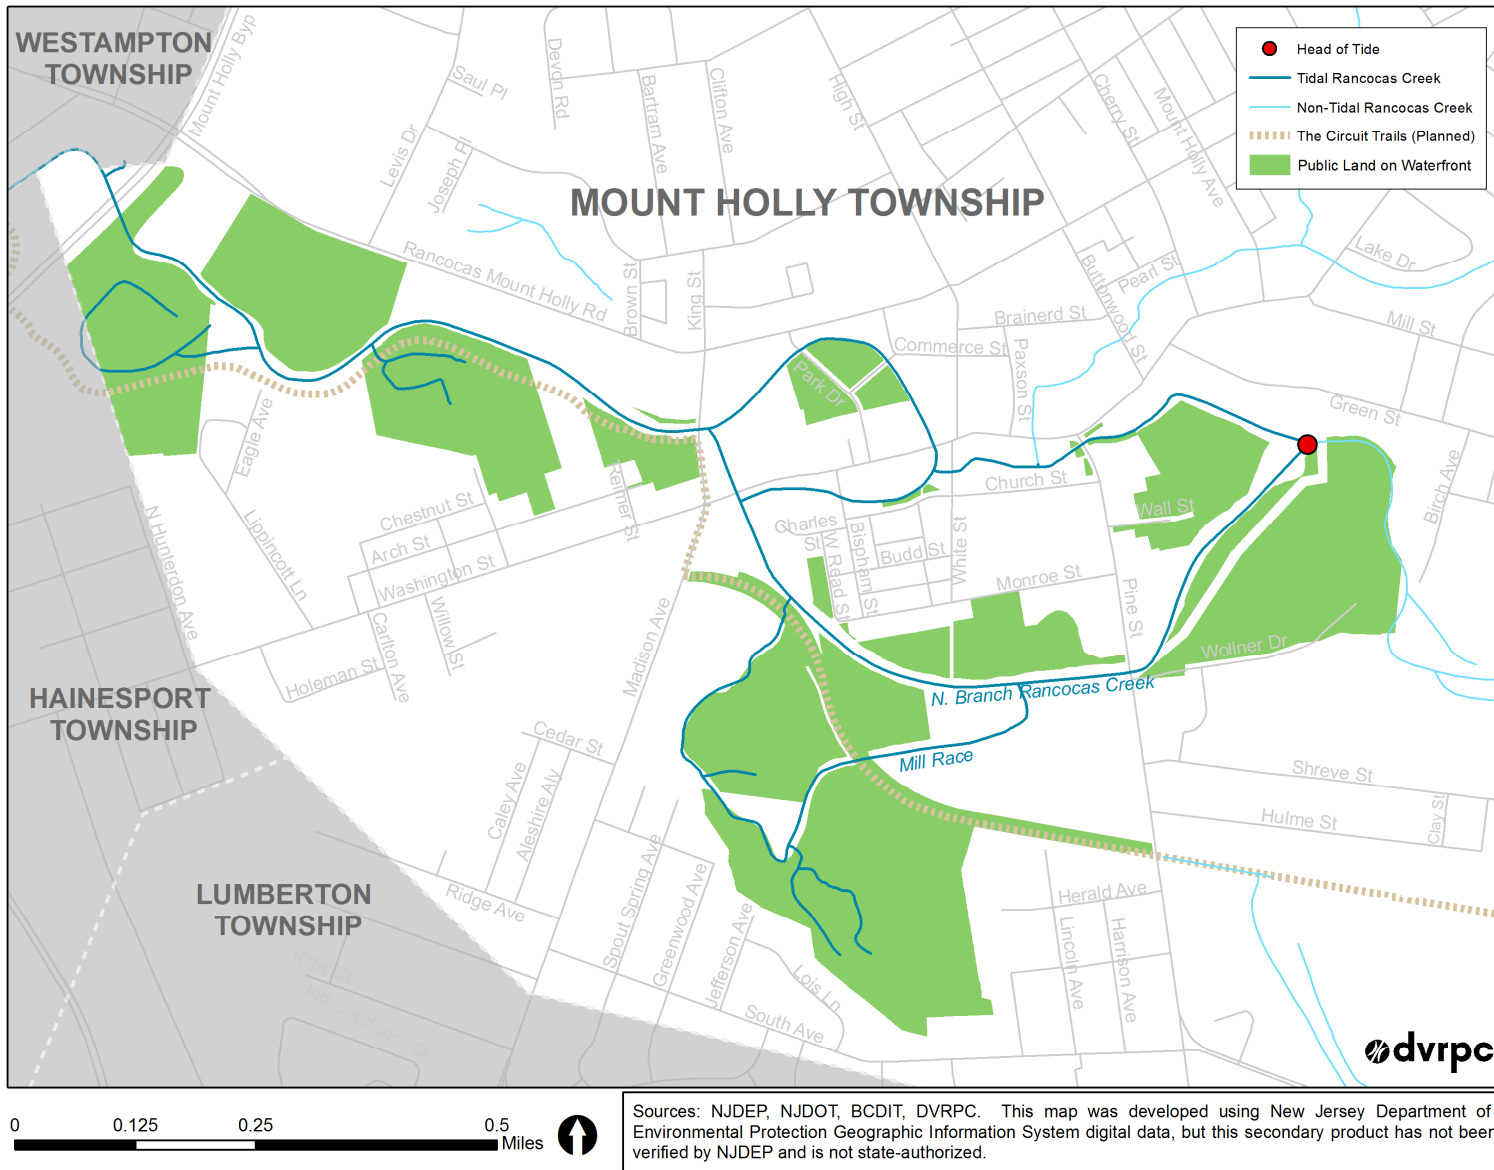 WESTAMPTON
TOWNSHIP
Mount Holly Byp
Saul Pl
Devon Rd
Bartram Ave
Clifton Ave
High St
Cherry St
Mount Holly Ave
Head of Tide
Tidal Rancocas Creek
Non-Tidal Rancocas Creek
The Circuit Trails (Planned)
Public Land on Waterfront
Levis Dr
Joseph Pl
MOUNT HOLLY TOWNSHIP
Rancocas Mount Holly Rd
Brown St
King St
Buttonwood St
Pearl St
Lake Dr
Brainerd St
Mill St
Commerce St
Paxson St
Park Dr
Green St
Eagle Ave
Reimer St
Church St
Birch Ave
Chestnut St
Wall St
N Hunterdon Ave
Lippincott Ln
Arch St
Charles
St
W Read St
Bispham St
Budd St
White St
Washington St
Monroe St
Pine St
Willow St
Carlton Ave
Madison Ave
Wollner Dr
Holeman St
HAINESPORT
TOWNSHIP
N. Branch Rancocas Creek
Cedar St
Mill Race
Shreve St
Caley Ave
Aleshire Aly
Hulme St
Clay St
LUMBERTON
TOWNSHIP
Ridge Ave
Spout Spring Ave
Greenwood Ave
Jefferson Ave
Herald Ave
Lincoln Ave
Harrison Ave
Kilby St
Independence Dr
Lois Ln
South Ave
dvrpc
0 0.125 0.25 0.5
Miles
Sources: NJDEP, NJDOT, BCDIT, DVRPC. This map was developed using New Jersey Department of
Environmental Protection Geographic Information System digital data, but this secondary product has not been
verified by NJDEP and is not state-authorized.